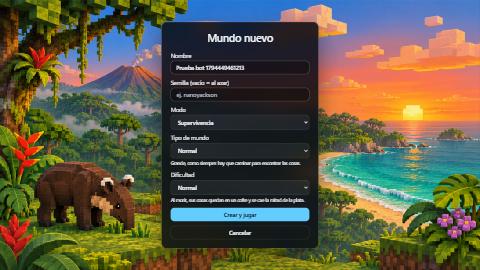 Mundo nuevo
Nombre
Prueba bot 1794449461213
Semilla (vacío = al azar)
ej. nanoyackson
Modo
Supervivencia
Tipo de mundo
Normal
Grande, como siempre: hay que caminar para encontrar las cosas.
Dificultad
Normal
Al morir, sus cosas quedan en un cofre y se cae la mitad de la plata.
Crear y jugar
Cancelar